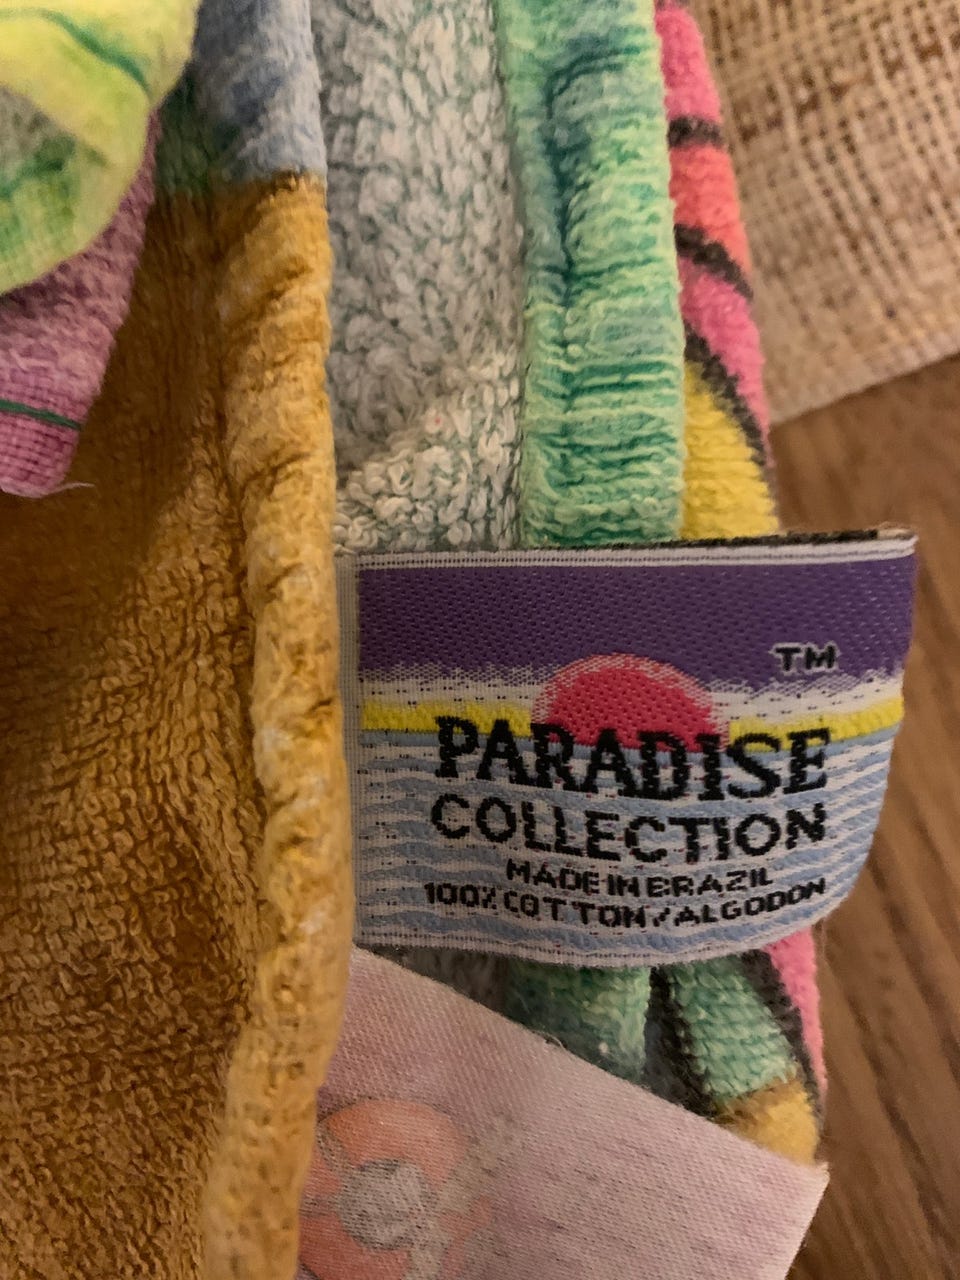 TM
PARADISE
COLLECTION
MADE IN BRAZIL
100% COTTON/ALGODON